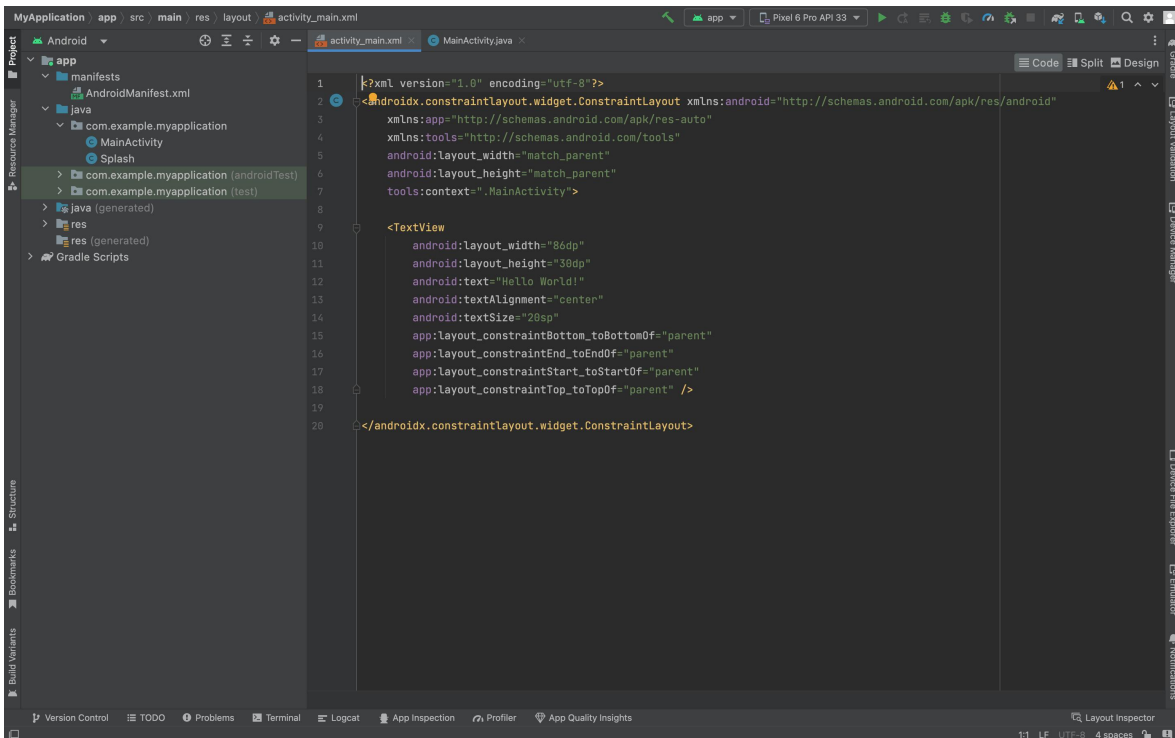 MyApplication 〉 app 〉 src 〉 main 〉 res 〉 layout 〉 activity_main.xml
app
Pixel 6 Pro API 33
Android
activity_main.xml
MainActivity.java
Code
Split
Design
Project
Resource Manager
Structure
Bookmarks
Build Variants
app
manifests
AndroidManifest.xml
java
com.example.myapplication
MainActivity
Splash
com.example.myapplication (androidTest)
com.example.myapplication (test)
java (generated)
res
res (generated)
Gradle Scripts
1 <?xml version="1.0" encoding="utf-8"?>
2 <androidx.constraintlayout.widget.ConstraintLayout xmlns:android="http://schemas.android.com/apk/res/android"
3 xmlns:app="http://schemas.android.com/apk/res-auto"
4 xmlns:tools="http://schemas.android.com/tools"
5 android:layout_width="match_parent"
6 android:layout_height="match_parent"
7 tools:context=".MainActivity">
8
9 <TextView
10 android:layout_width="86dp"
11 android:layout_height="30dp"
12 android:text="Hello World!"
13 android:textAlignment="center"
14 android:textSize="20sp"
15 app:layout_constraintBottom_toBottomOf="parent"
16 app:layout_constraintEnd_toEndOf="parent"
17 app:layout_constraintStart_toStartOf="parent"
18 app:layout_constraintTop_toTopOf="parent" />
19
20 </androidx.constraintlayout.widget.ConstraintLayout>
1
Gradle
Layout Validation
Device Manager
Device File Explorer
Emulator
Notifications
Version Control
TODO
Problems
Terminal
Logcat
App Inspection
Profiler
App Quality Insights
Layout Inspector
1:1 LF UTF-8 4 spaces